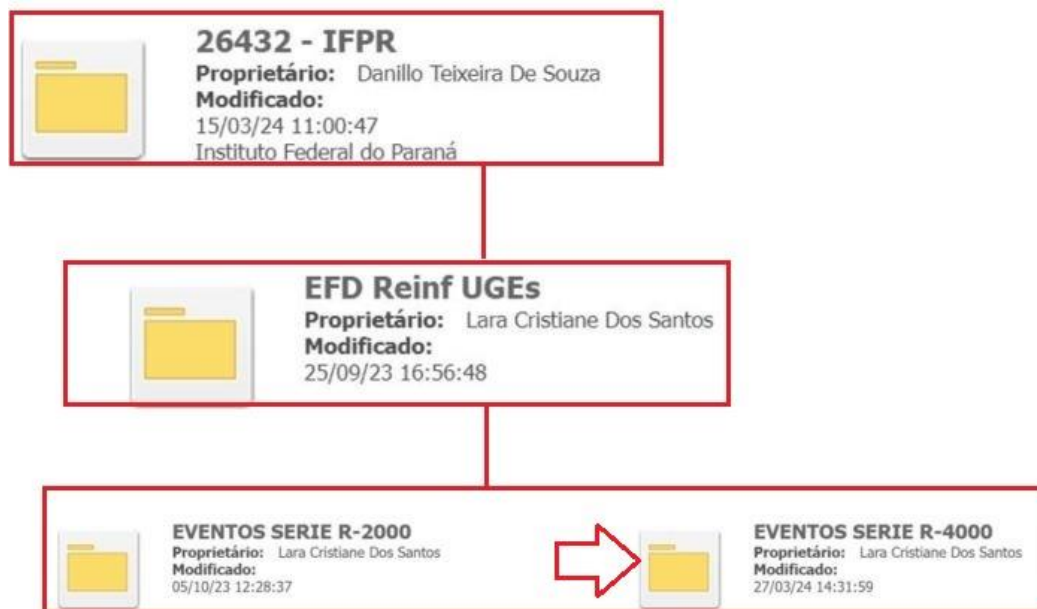 26432 - IFPR
Proprietário: Danillo Teixeira De Souza
Modificado:
15/03/24 11:00:47
Instituto Federal do Paraná
EFD Reinf UGEs
Proprietário: Lara Cristiane Dos Santos
Modificado:
25/09/23 16:56:48
EVENTOS SERIE R-2000
Proprietário: Lara Cristiane Dos Santos
Modificado:
05/10/23 12:28:37
EVENTOS SERIE R-4000
Proprietário: Lara Cristiane Dos Santos
Modificado:
27/03/24 14:31:59